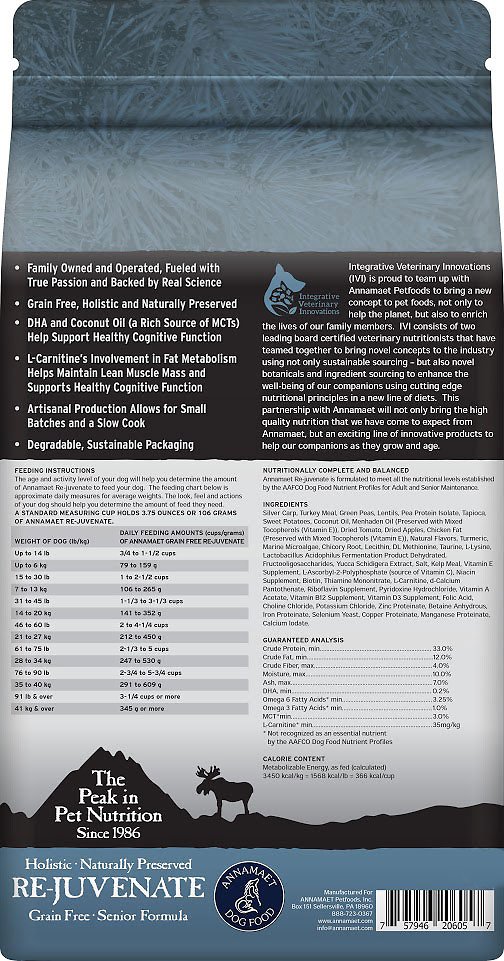 • Family Owned and Operated, Fueled with
True Passion and Backed by Real Science
• Grain Free, Holistic and Naturally Preserved
• DHA and Coconut Oil (a Rich Source of MCTs)
Help Support Healthy Cognitive Function
• L-Carnitine's Involvement in Fat Metabolism
Helps Maintain Lean Muscle Mass and
Supports Healthy Cognitive Function
• Artisanal Production Allows for Small
Batches and a Slow Cook
• Degradable, Sustainable Packaging
Integrative
Veterinary
Innovations
Integrative Veterinary Innovations
(IVI) is proud to team up with
Annamaet Petfoods to bring a new
concept to pet foods, not only to
help the planet, but also to enrich
the lives of our family members. IVI consists of two
leading board certified veterinary nutritionists that have
teamed together to bring novel concepts to the industry
using not only sustainable sourcing – but also novel
botanicals and ingredient sourcing to enhance the
well-being of our companions using cutting edge
nutritional principles in a new line of diets. This
partnership with Annamaet will not only bring the high
quality nutrition that we have come to expect from
Annamaet, but an exciting line of innovative products to
help our companions as they grow and age.
FEEDING INSTRUCTIONS
The age and activity level of your dog will help you determine the amount
of Annamaet Re-juvenate to feed your dog. The feeding chart below is
approximate daily measures for average weights. The look, feel and actions
of your dog should help you determine the amount of feed they need.
A STANDARD MEASURING CUP HOLDS 3.75 OUNCES OR 106 GRAMS
OF ANNAMAET RE-JUVENATE.
WEIGHT OF DOG (lb/kg) DAILY FEEDING AMOUNTS (cups/grams)
OF ANNAMAET GRAIN FREE RE-JUVENATE
Up to 14 lb 3/4 to 1-1/2 cups
Up to 6 kg 79 to 159 g
15 to 30 lb 1 to 2-1/2 cups
7 to 13 kg 106 to 265 g
31 to 45 lb 1-1/3 to 3-1/3 cups
14 to 20 kg 141 to 352 g
46 to 60 lb 2 to 4-1/4 cups
21 to 27 kg 212 to 450 g
61 to 75 lb 2-1/3 to 5 cups
28 to 34 kg 247 to 530 g
76 to 90 lb 2-3/4 to 5-3/4 cups
35 to 40 kg 291 to 609 g
91 lb & over 3-1/4 cups or more
41 kg & over 345 g or more
NUTRITIONALLY COMPLETE AND BALANCED
Annamaet Re-juvenate is formulated to meet all the nutritional levels established
by the AAFCO Dog Food Nutrient Profiles for Adult and Senior Maintenance.
INGREDIENTS
Silver Carp, Turkey Meal, Green Peas, Lentils, Pea Protein Isolate, Tapioca,
Sweet Potatoes, Coconut Oil, Menhaden Oil (Preserved with Mixed
Tocopherols (Vitamin E)), Dried Tomato, Dried Apples, Chicken Fat
(Preserved with Mixed Tocopherols (Vitamin E)), Natural Flavors, Turmeric,
Marine Microalgae, Chicory Root, Lecithin, DL Methionine, Taurine, L-Lysine,
Lactobacillus Acidophilus Fermentation Product Dehydrated,
Fructooligosaccharides, Yucca Schidigera Extract, Salt, Kelp Meal, Vitamin E
Supplement, L-Ascorbyl-2-Polyphosphate (source of Vitamin C), Niacin
Supplement, Biotin, Thiamine Mononitrate, L-Carnitine, d-Calcium
Pantothenate, Riboflavin Supplement, Pyridoxine Hydrochloride, Vitamin A
Acetate, Vitamin B12 Supplement, Vitamin D3 Supplement, Folic Acid,
Choline Chloride, Potassium Chloride, Zinc Proteinate, Betaine Anhydrous,
Iron Proteinate, Selenium Yeast, Copper Proteinate, Manganese Proteinate,
Calcium Iodate.
GUARANTEED ANALYSIS
Crude Protein, min. 33.0%
Crude Fat, min. 12.0%
Crude Fiber, max. 4.0%
Moisture, max. 10.0%
Ash, max. 7.0%
DHA, min. 0.2%
Omega 6 Fatty Acids* min. 3.25%
Omega 3 Fatty Acids* min. 1.0%
MCT*min. 3.0%
L-Carnitine* min. 35mg/kg
* Not recognized as an essential nutrient
by the AAFCO Dog Food Nutrient Profiles
CALORIE CONTENT
Metabolizable Energy, as fed (calculated)
3450 kcal/kg = 1568 kcal/lb = 366 kcal/cup
The
Peak in
Pet Nutrition
Since 1986
Holistic · Naturally Preserved
RE-JUVENATE
Grain Free · Senior Formula
ANNAMAET
DOG FOOD
Manufactured For
ANNAMAET Petfoods, Inc.
Box 151 Sellersville, PA 18960
888-723-0367
www.annamaet.com
info@annamaet.com
7 57946 20605 7